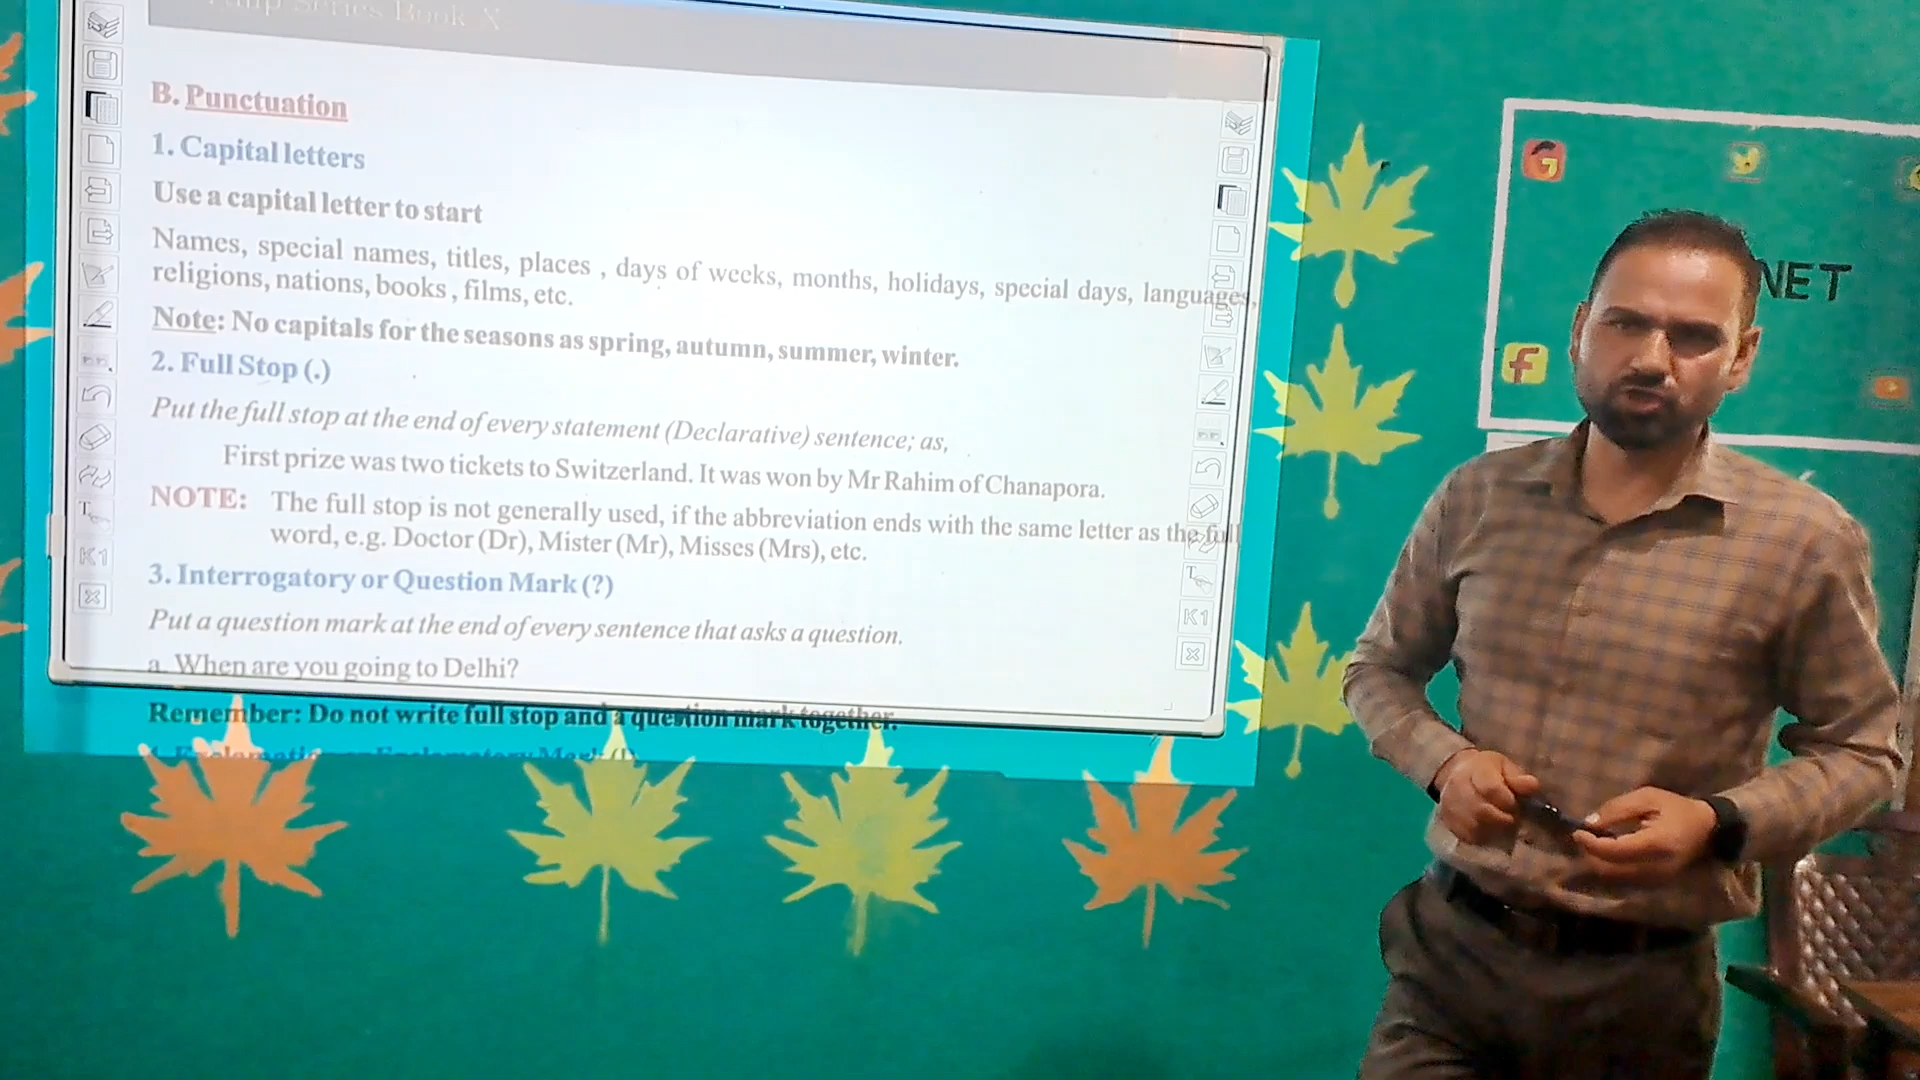 Series Book X
B. Punctuation
1. Capital letters
Use a capital letter to start
Names, special names, titles, places , days of weeks, months, holidays, special days, languages,
religions, nations, books , films, etc.
Note: No capitals for the seasons as spring, autumn, summer, winter.
2. Full Stop (.)
Put the full stop at the end of every statement (Declarative) sentence; as,
First prize was two tickets to Switzerland. It was won by Mr Rahim of Chanapora.
NOTE: The full stop is not generally used, if the abbreviation ends with the same letter as the full
word, e.g. Doctor (Dr), Mister (Mr), Misses (Mrs), etc.
3. Interrogatory or Question Mark (?)
Put a question mark at the end of every sentence that asks a question.
a. When are you going to Delhi?
Remember: Do not write full stop and a question mark together.
K1
K1
G
NET
f